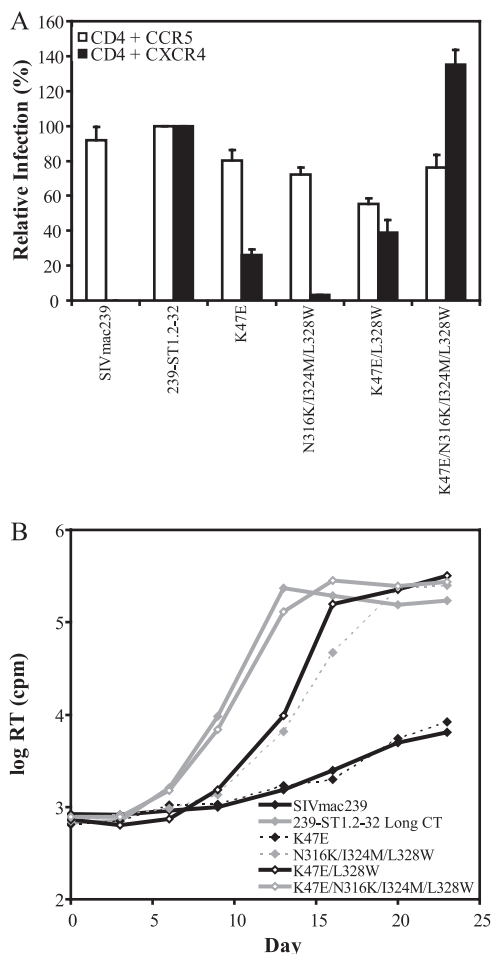 A
160
CD4 + CCR5
CD4 + CXCR4
140
120
100
80
60
40
20
0
Relative Infection (%)
SIVmac239
239-ST1.2-32
K47E
N316K/I324M/L328W
K47E/L328W
K47E/N316K/I324M/L328W
B
6
5
4
3
2
log RT (cpm)
SIVmac239
239-ST1.2-32 Long CT
K47E
N316K/I324M/L328W
K47E/L328W
K47E/N316K/I324M/L328W
0 5 10 15 20 25
Day